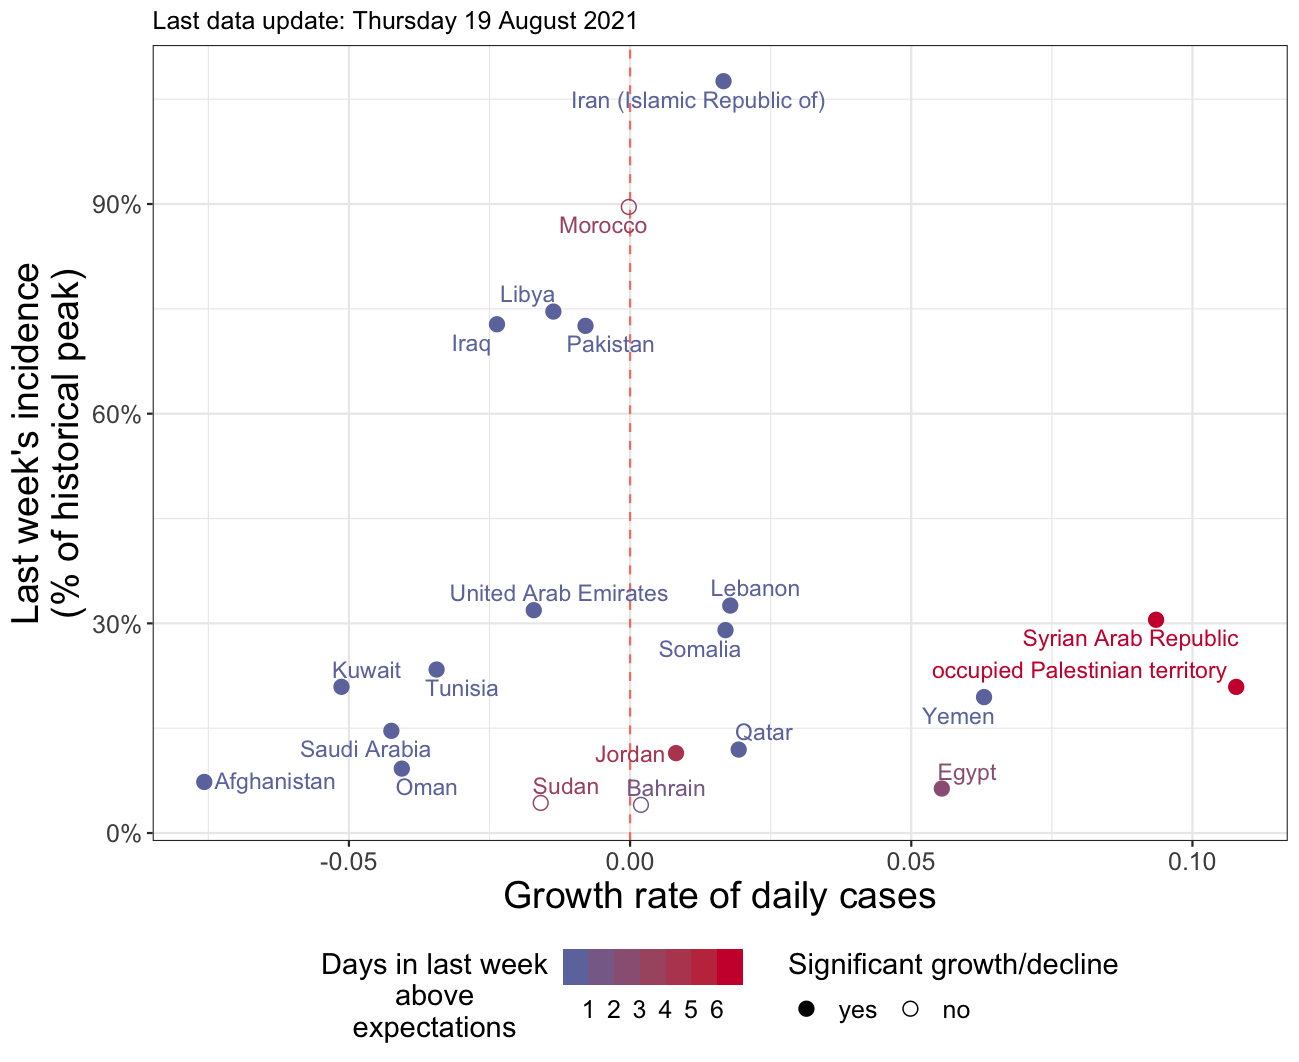 Last data update: Thursday 19 August 2021
Last week's incidence
(% of historical peak)
90%
60%
30%
0%
Iran (Islamic Republic of)
Morocco
Libya
Iraq
Pakistan
United Arab Emirates
Lebanon
Somalia
Syrian Arab Republic
Kuwait
occupied Palestinian territory
Tunisia
Yemen
Qatar
Saudi Arabia
Jordan
Egypt
Afghanistan
Oman
Sudan
Bahrain
-0.05 0.00 0.05 0.10
Growth rate of daily cases
Days in last week
above
expectations
1 2 3 4 5 6
Significant growth/decline
yes no